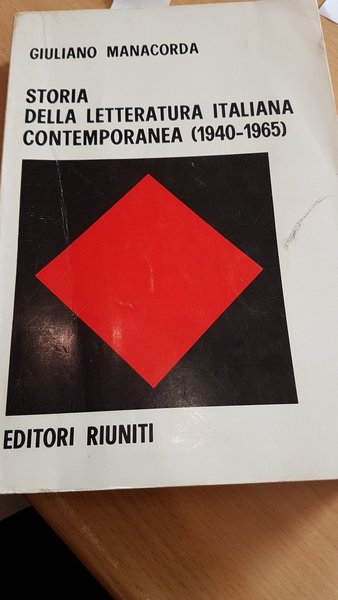 GIULIANO MANACORDA
STORIA
DELLA LETTERATURA ITALIANA
CONTEMPORANEA (1940-1965)
EDITORI RIUNITI